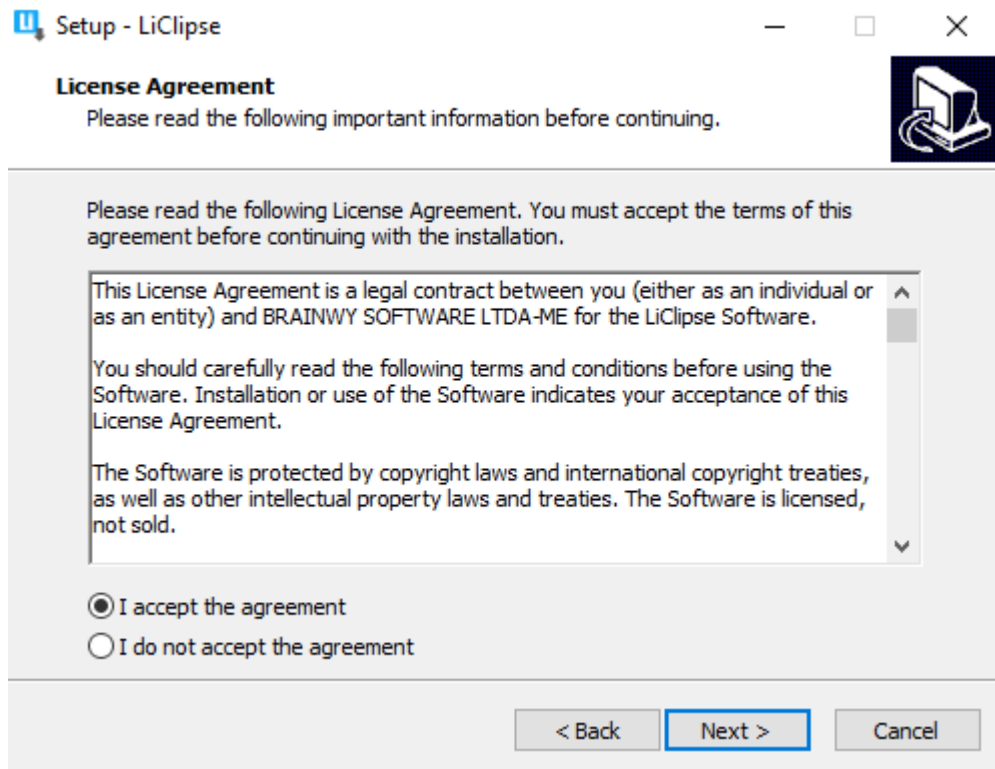 Setup - LiClipse
License Agreement
Please read the following important information before continuing.
Please read the following License Agreement. You must accept the terms of this
agreement before continuing with the installation.
This License Agreement is a legal contract between you (either as an individual or
as an entity) and BRAINWY SOFTWARE LTDA-ME for the LiClipse Software.
You should carefully read the following terms and conditions before using the
Software. Installation or use of the Software indicates your acceptance of this
License Agreement.
The Software is protected by copyright laws and international copyright treaties,
as well as other intellectual property laws and treaties. The Software is licensed,
not sold.
I accept the agreement
I do not accept the agreement
< Back Next > Cancel